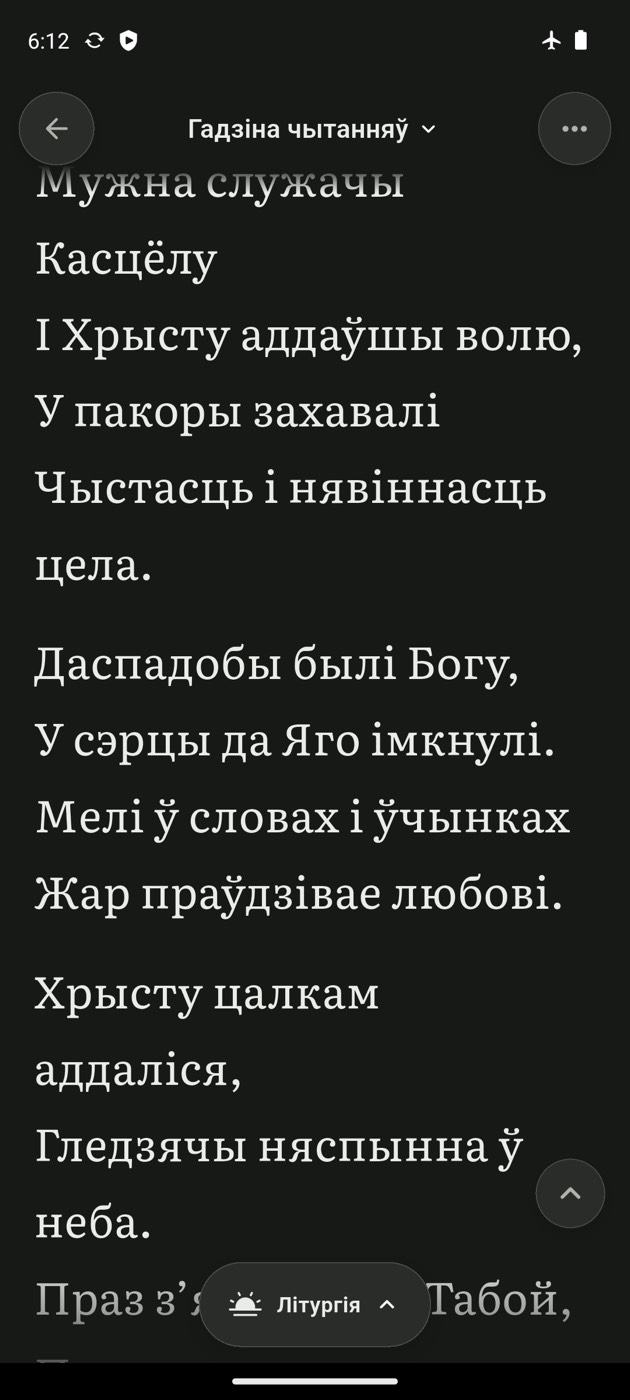 6:12
Гадзіна чытанняў
Мужна служачы
Касцёлу
І Хрысту аддаўшы волю,
У пакоры захавалі
Чыстасць і нявіннасць
цела.
Даспадобы былі Богу,
У сэрцы да Яго імкнулі.
Мелі ў словах і ўчынках
Жар праўдзівае любові.
Хрысту цалкам
аддаліся,
Гледзячы няспынна ў
неба.
Праз Табой,
Літургія